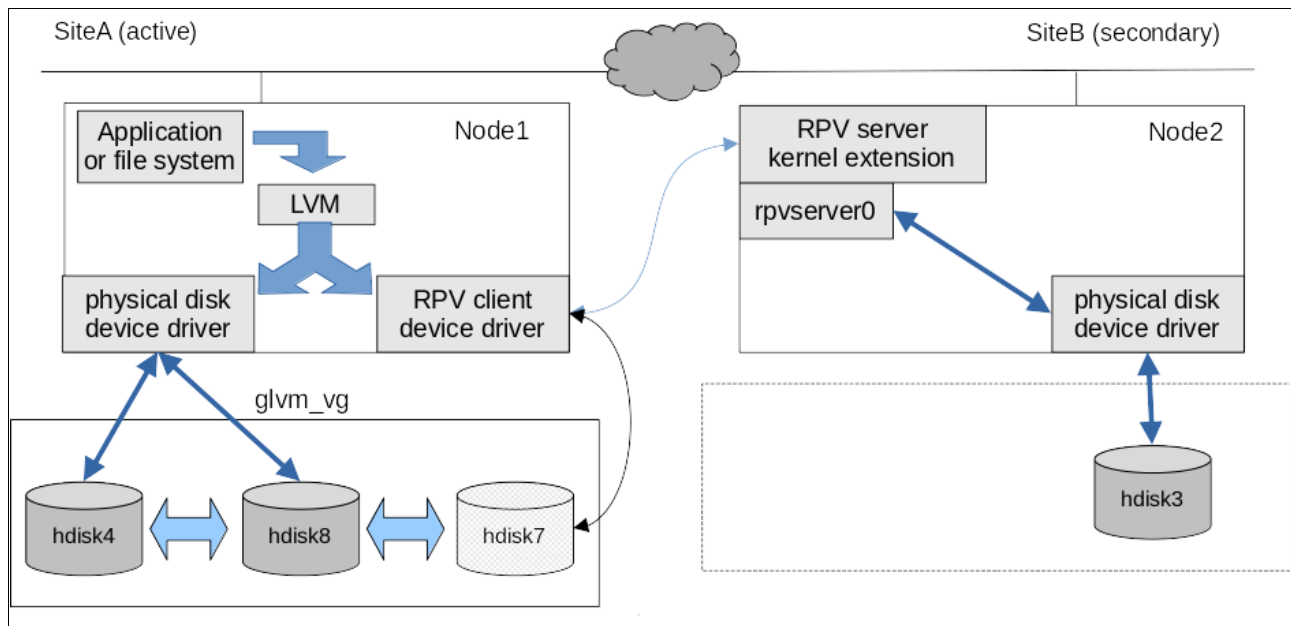 SiteA (active)
SiteB (secondary)
Application
or file system
Node1
LVM
physical disk
device driver
RPV client
device driver
RPV server
kernel extension
Node2
rpvserver0
physical disk
device driver
glvm_vg
hdisk4
hdisk8
hdisk7
hdisk3